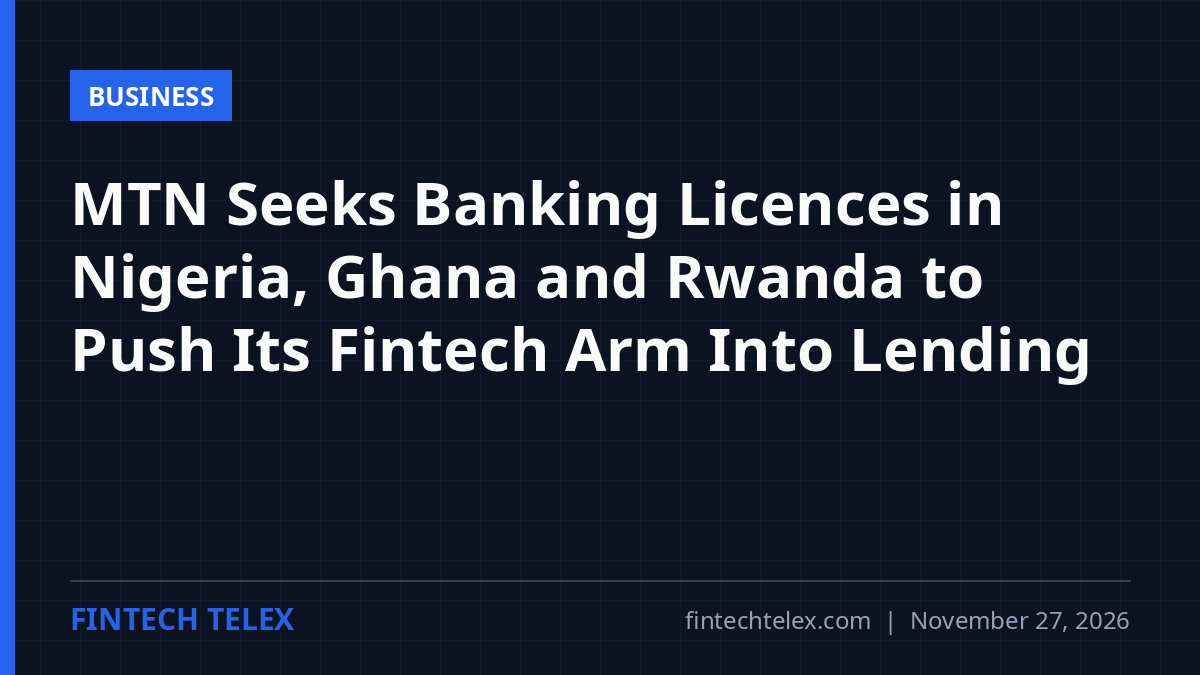 BUSINESS
MTN Seeks Banking Licences in
Nigeria, Ghana and Rwanda to
Push Its Fintech Arm Into Lending
FINTECH TELEX
fintechtelex.com | November 27, 2026